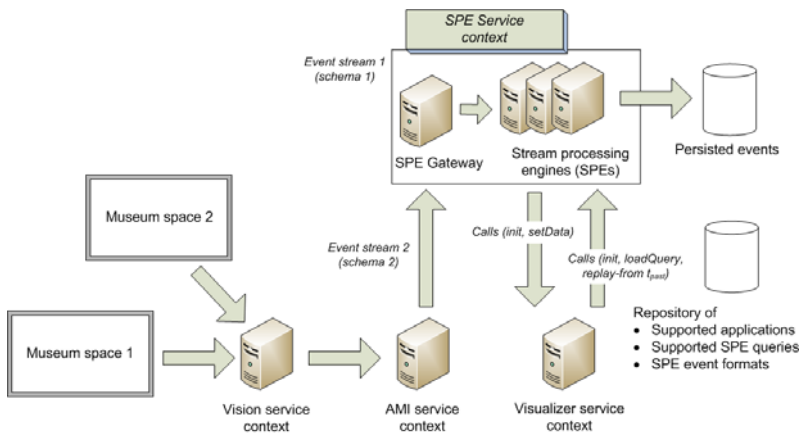 SPE Service
context
Event stream 1
(schema 1)
SPE Gateway
Stream processing
engines (SPEs)
Persisted events
Museum space 2
Event stream 2
(schema 2)
Calls (init, setData)
Calls (init, loadQuery,
replay-from tpast)
Museum space 1
Repository of
• Supported applications
• Supported SPE queries
• SPE event formats
Vision service
context
AMI service
context
Visualizer service
context